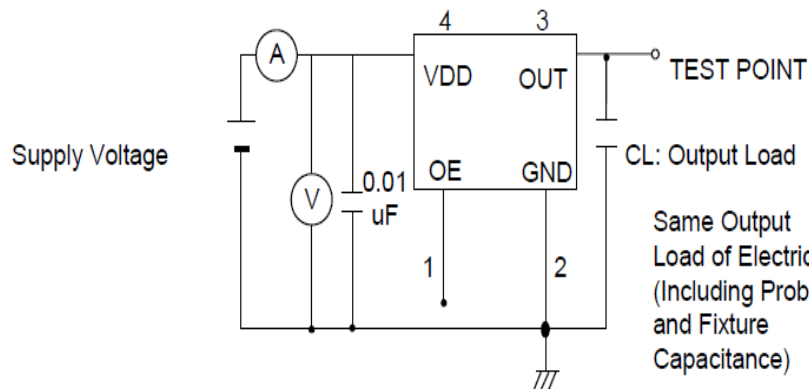 4
3
A
VDD
OUT
TEST POINT
Supply Voltage
V
0.01
uF
OE
GND
CL: Output Load
1
2
Same Output
Load of Electric
(Including Prob
and Fixture
Capacitance)